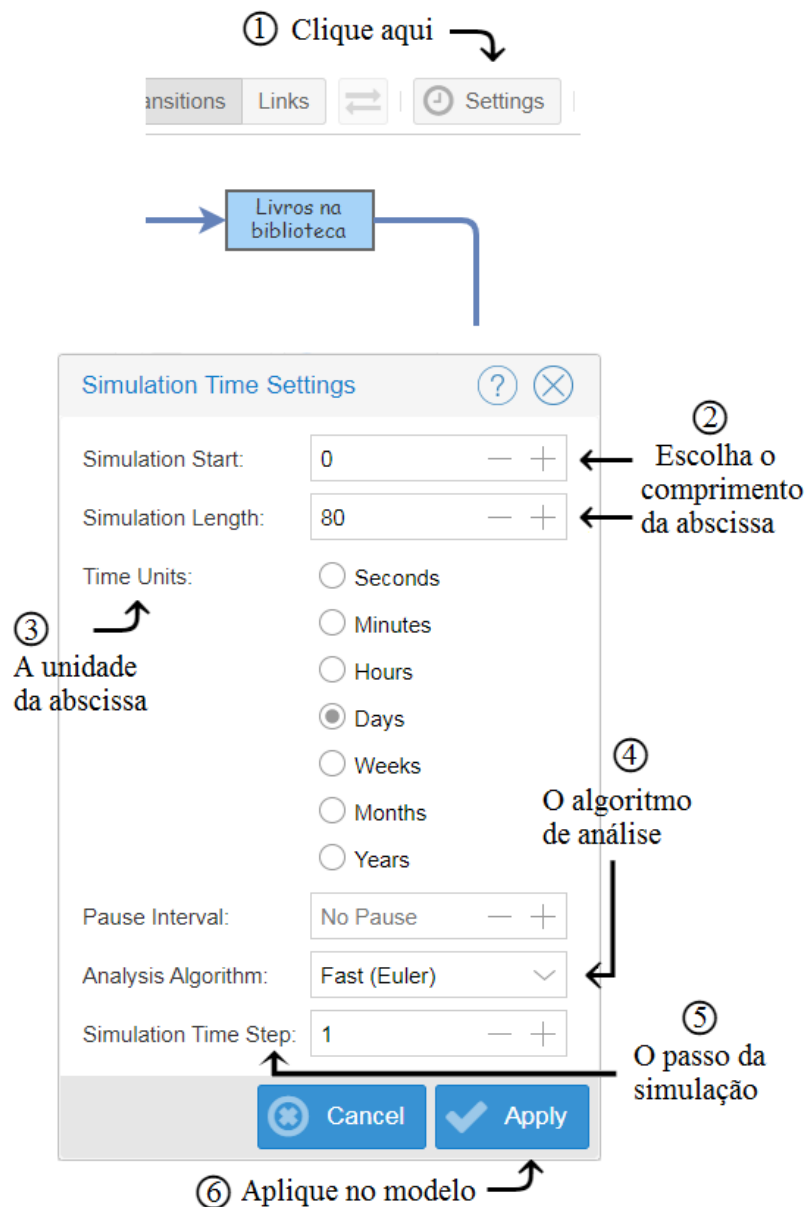 ① Clique aqui
ansitions Links Settings
Livros na
biblioteca
Simulation Time Settings ?
②
Simulation Start: 0
Escolha o
comprimento
da abscissa
Simulation Length: 80
Time Units:
Seconds
③
A unidade
da abscissa
Minutes
Hours
Days
Weeks
Months
Years
④
O algoritmo
de análise
Pause Interval: No Pause
Analysis Algorithm: Fast (Euler)
Simulation Time Step: 1
⑤
O passo da
simulação
Cancel Apply
⑥ Aplique no modelo